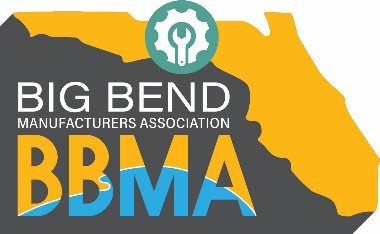 BIG BEND
MANUFACTURERS ASSOCIATION
BBMA